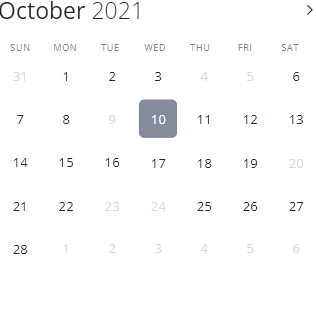 October 2021
SUN MON TUE WED THU FRI SAT
31 1 2 3 4 5 6
7 8 9 10 11 12 13
14 15 16 17 18 19 20
21 22 23 24 25 26 27
28 1 2 3 4 5 6